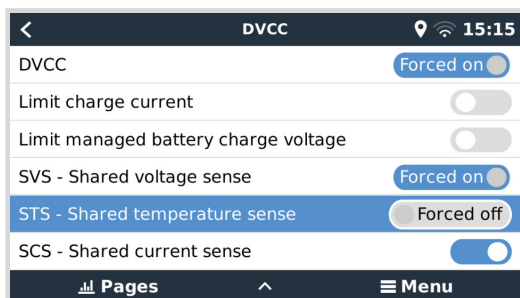 DVCC 15:15
DVCC Forced on
Limit charge current
Limit managed battery charge voltage
SVS - Shared voltage sense Forced on
STS - Shared temperature sense Forced off
SCS - Shared current sense
Pages Menu